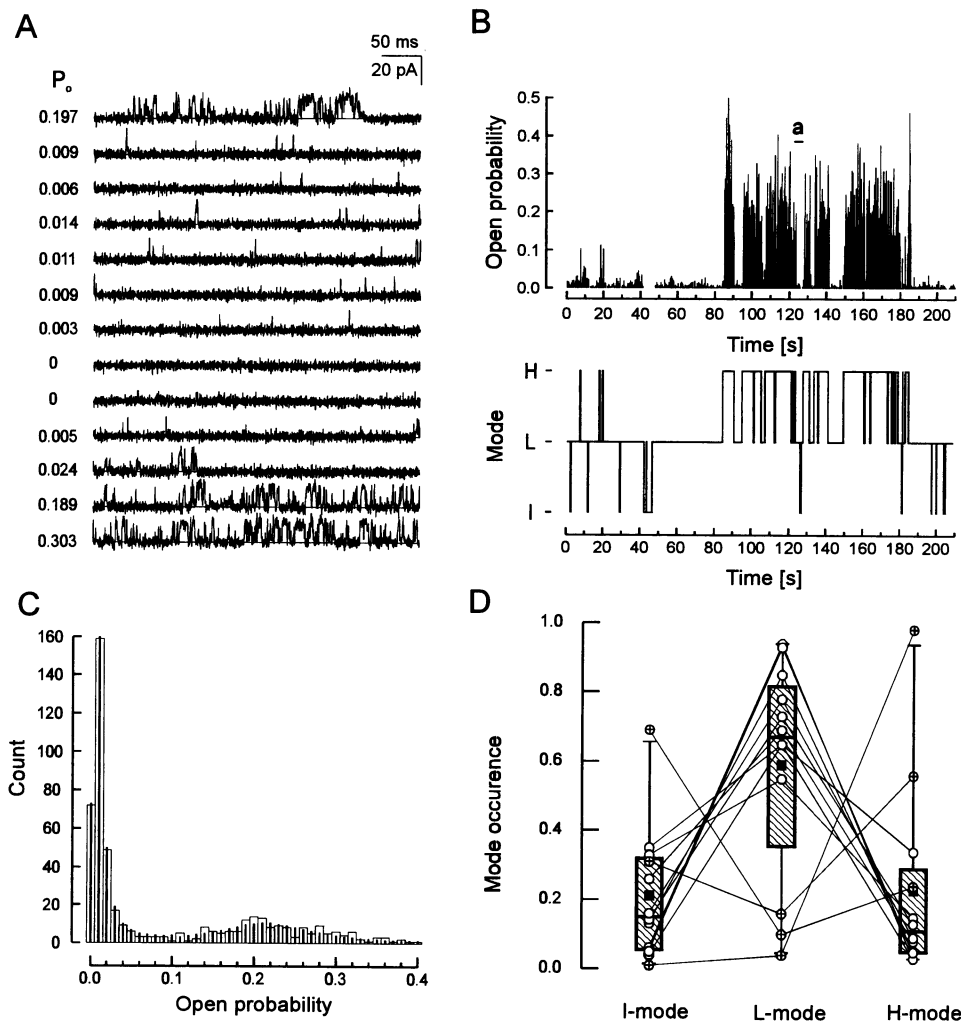 A
50 ms
20 pA
Po
0.197
0.009
0.006
0.014
0.011
0.009
0.003
0
0
0.005
0.024
0.189
0.303
B
Open probability
0.5
0.4
0.3
0.2
0.1
0.0
a
0 20 40 60 80 100 120 140 160 180 200
Time [s]
Mode
H
L
I
0 20 40 60 80 100 120 140 160 180 200
Time [s]
C
Count
160
140
120
100
80
60
40
20
0
0.0 0.1 0.2 0.3 0.4
Open probability
D
Mode occurence
1.0
0.8
0.6
0.4
0.2
0.0
I-mode L-mode H-mode